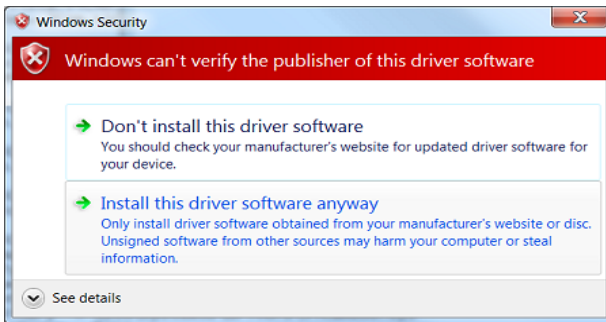 Windows Security
Windows can't verify the publisher of this driver software
Don't install this driver software
You should check your manufacturer's website for updated driver software for
your device.
Install this driver software anyway
Only install driver software obtained from your manufacturer's website or disc.
Unsigned software from other sources may harm your computer or steal
information.
See details